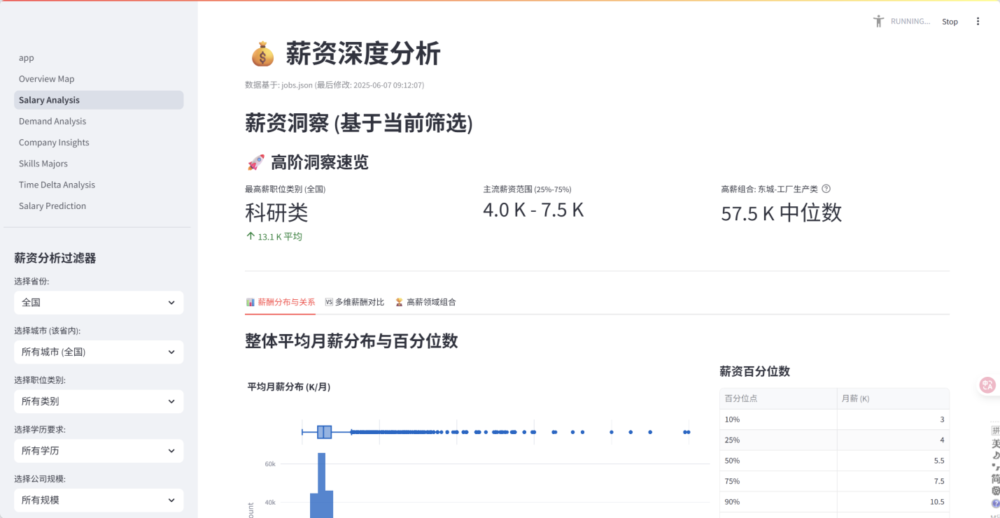 RUNNING...
Stop
app
Overview Map
Salary Analysis
Demand Analysis
Company Insights
Skills Majors
Time Delta Analysis
Salary Prediction
薪资分析过滤器
选择省份:
全国
选择城市 (该省内):
所有城市 (全国)
选择职位类别:
所有类别
选择学历要求:
所有学历
选择公司规模:
所有规模
薪资深度分析
数据基于: jobs.json (最后修改: 2025-06-07 09:12:07)
薪资洞察 (基于当前筛选)
高阶洞察速览
最高薪职位类别 (全国)
科研类
13.1 K 平均
主流薪资范围 (25%-75%)
4.0 K - 7.5 K
高薪组合: 东城-工厂生产类
57.5 K 中位数
薪酬分布与关系
VS 多维薪酬对比
高薪领域组合
整体平均月薪分布与百分位数
平均月薪分布 (K/月)
60k
40k
薪资百分位数
百分位点 月薪 (K)
10% 3
25% 4
50% 5.5
75% 7.5
90% 10.5
中
A
拼
英
简